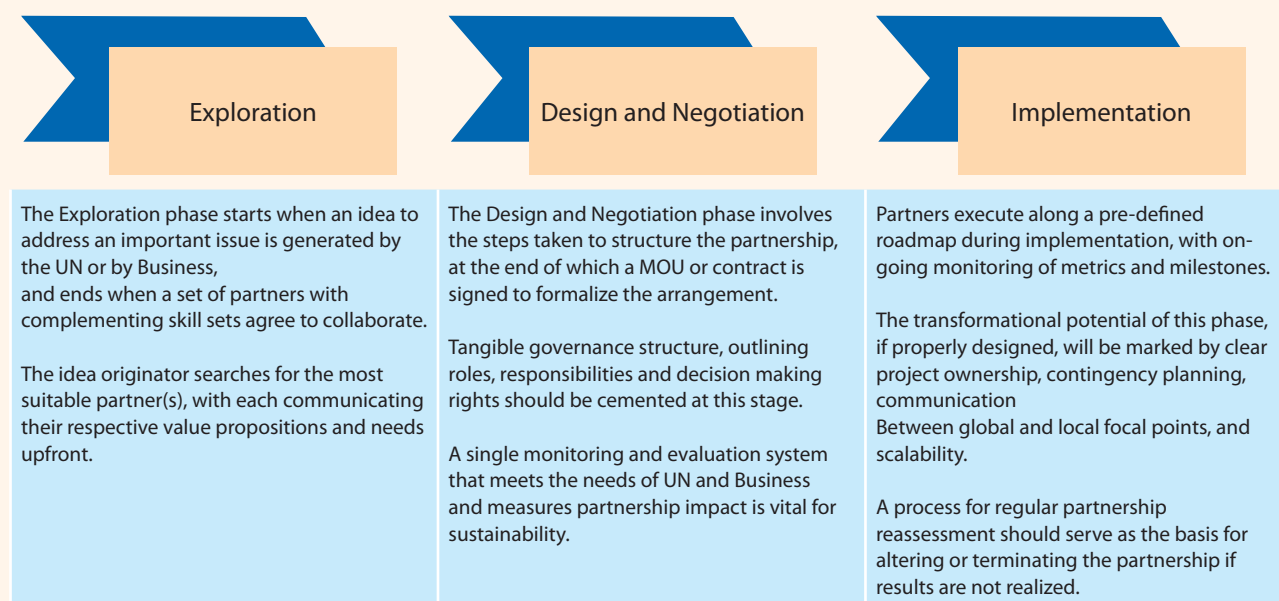 Exploration
Design and Negotiation
Implementation
The Exploration phase starts when an idea to
address an important issue is generated by
the UN or by Business,
and ends when a set of partners with
complementing skill sets agree to collaborate.
The idea originator searches for the most
suitable partner(s), with each communicating
their respective value propositions and needs
upfront.
The Design and Negotiation phase involves
the steps taken to structure the partnership,
at the end of which a MOU or contract is
signed to formalize the arrangement.
Tangible governance structure, outlining
roles, responsibilities and decision making
rights should be cemented at this stage.
A single monitoring and evaluation system
that meets the needs of UN and Business
and measures partnership impact is vital for
sustainability.
Partners execute along a pre-defined
roadmap during implementation, with on-
going monitoring of metrics and milestones.
The transformational potential of this phase,
if properly designed, will be marked by clear
project ownership, contingency planning,
communication
Between global and local focal points, and
scalability.
A process for regular partnership
reassessment should serve as the basis for
altering or terminating the partnership if
results are not realized.